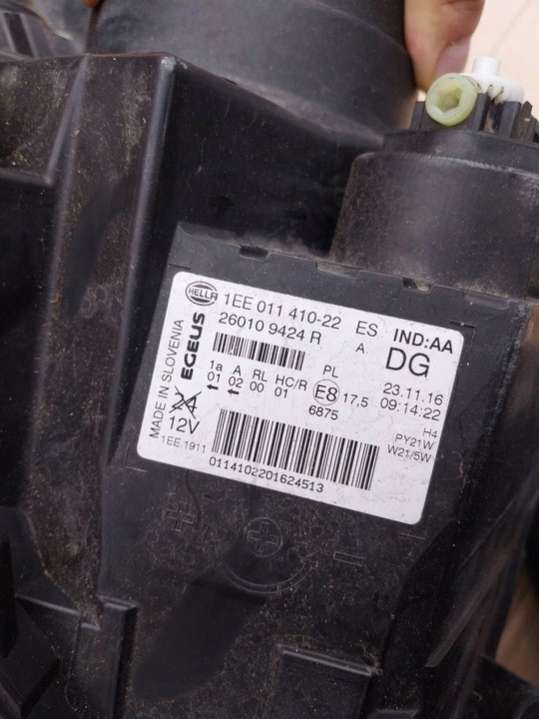 HELLA
1EE 011 410-22 ES IND:AA
26010 9424 R A DG
MADE IN SLOVENIA
EGELIS
1a A RL HC/R PL 23.11.16
01 02 00 01 E8 17,5 09:14:22
6875
24
12V
1EE 1911
H4
PY21W
W21/5W
0114102201624513